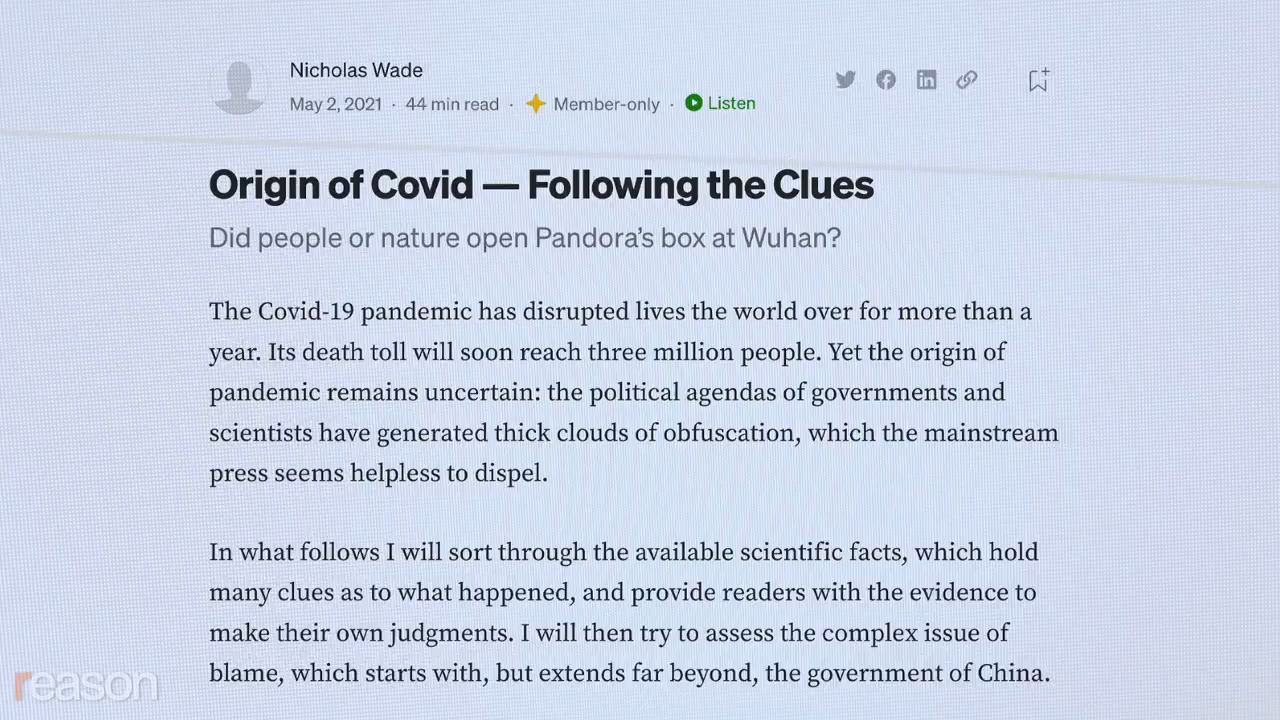 Nicholas Wade
May 2, 2021 · 44 min read · Member-only · Listen
Origin of Covid — Following the Clues
Did people or nature open Pandora’s box at Wuhan?
The Covid-19 pandemic has disrupted lives the world over for more than a
year. Its death toll will soon reach three million people. Yet the origin of
pandemic remains uncertain: the political agendas of governments and
scientists have generated thick clouds of obfuscation, which the mainstream
press seems helpless to dispel.
In what follows I will sort through the available scientific facts, which hold
many clues as to what happened, and provide readers with the evidence to
make their own judgments. I will then try to assess the complex issue of
blame, which starts with, but extends far beyond, the government of China.
reason